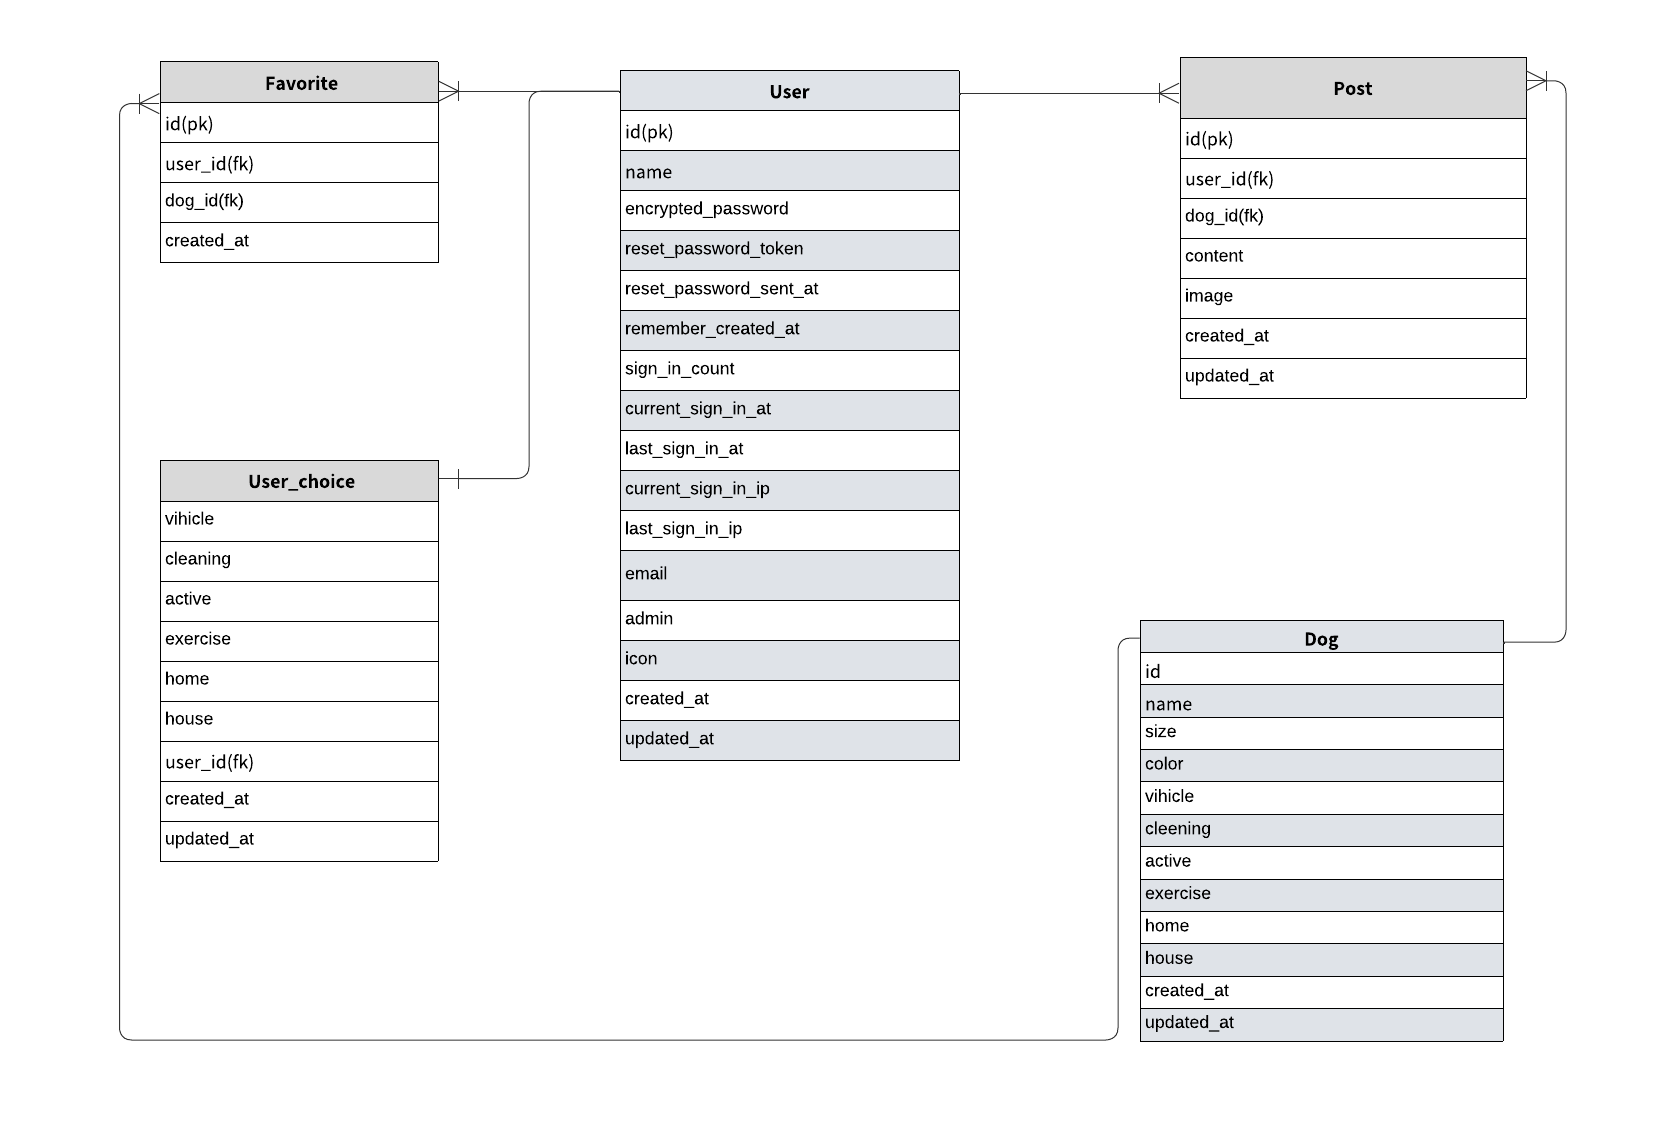 Favorite
id(pk)
user_id(fk)
dog_id(fk)
created_at
User_choice
vihicle
cleaning
active
exercise
home
house
user_id(fk)
created_at
updated_at
User
id(pk)
name
encrypted_password
reset_password_token
reset_password_sent_at
remember_created_at
sign_in_count
current_sign_in_at
last_sign_in_at
current_sign_in_ip
last_sign_in_ip
email
admin
icon
created_at
updated_at
Post
id(pk)
user_id(fk)
dog_id(fk)
content
image
created_at
updated_at
Dog
id
name
size
color
vihicle
cleening
active
exercise
home
house
created_at
updated_at